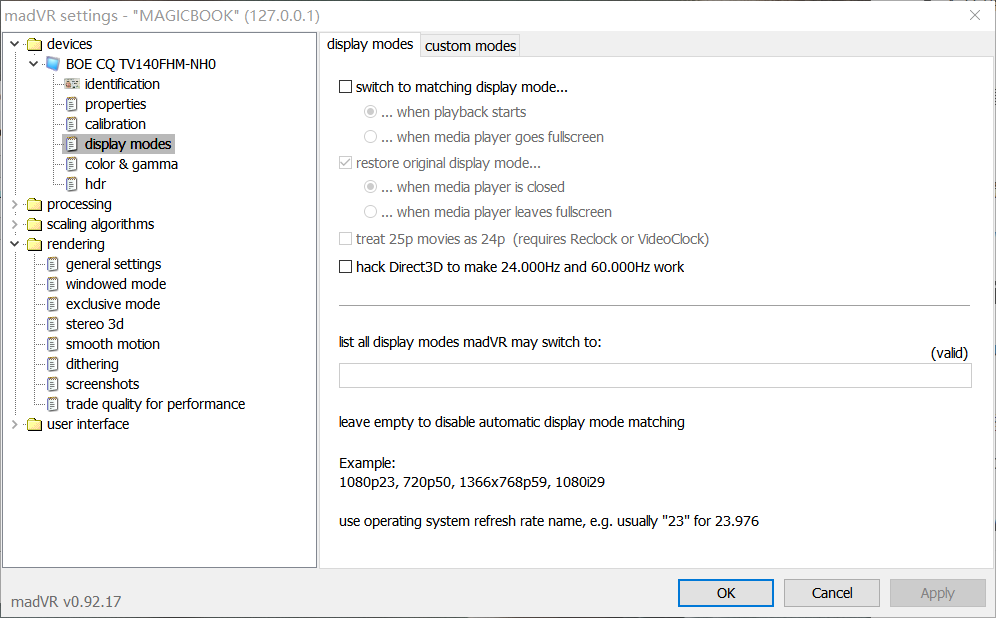 madVR settings - "MAGICBOOK" (127.0.0.1)
devices
BOE CQ TV140FHM-NH0
identification
properties
calibration
display modes
color & gamma
hdr
processing
scaling algorithms
rendering
general settings
windowed mode
exclusive mode
stereo 3d
smooth motion
dithering
screenshots
trade quality for performance
user interface
display modes
custom modes
switch to matching display mode...
... when playback starts
... when media player goes fullscreen
restore original display mode...
... when media player is closed
... when media player leaves fullscreen
treat 25p movies as 24p (requires Reclock or VideoClock)
hack Direct3D to make 24.000Hz and 60.000Hz work
list all display modes madVR may switch to:
(valid)
leave empty to disable automatic display mode matching
Example:
1080p23, 720p50, 1366x768p59, 1080i29
use operating system refresh rate name, e.g. usually "23" for 23.976
madVR v0.92.17
OK
Cancel
Apply